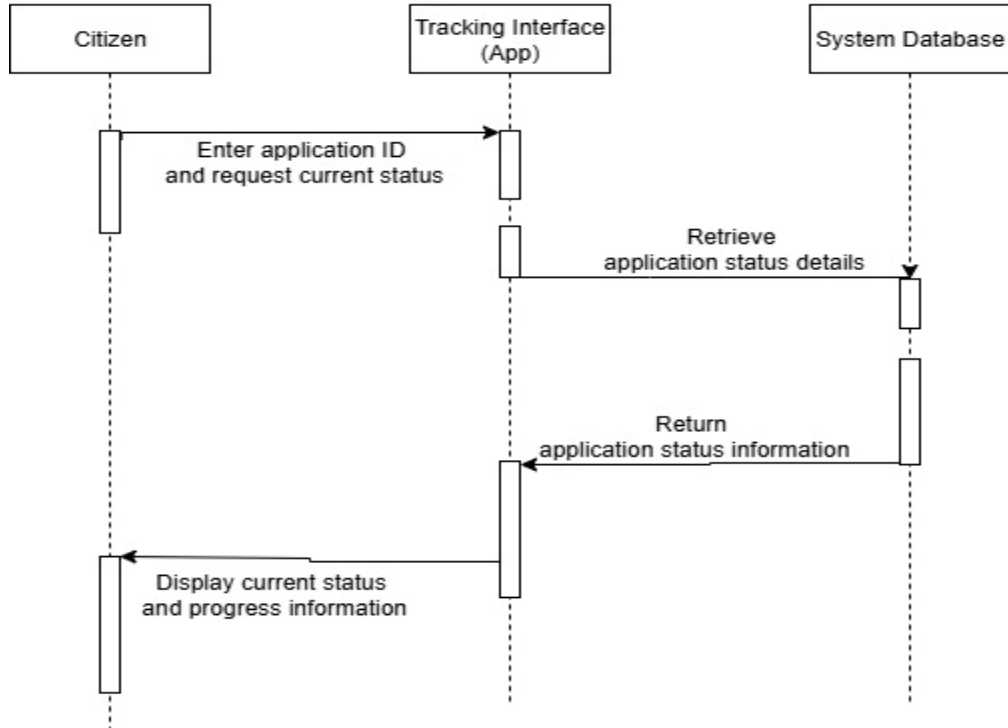 Citizen
Tracking Interface
(App)
System Database
Enter application ID
and request current status
Retrieve
application status details
Return
application status information
Display current status
and progress information